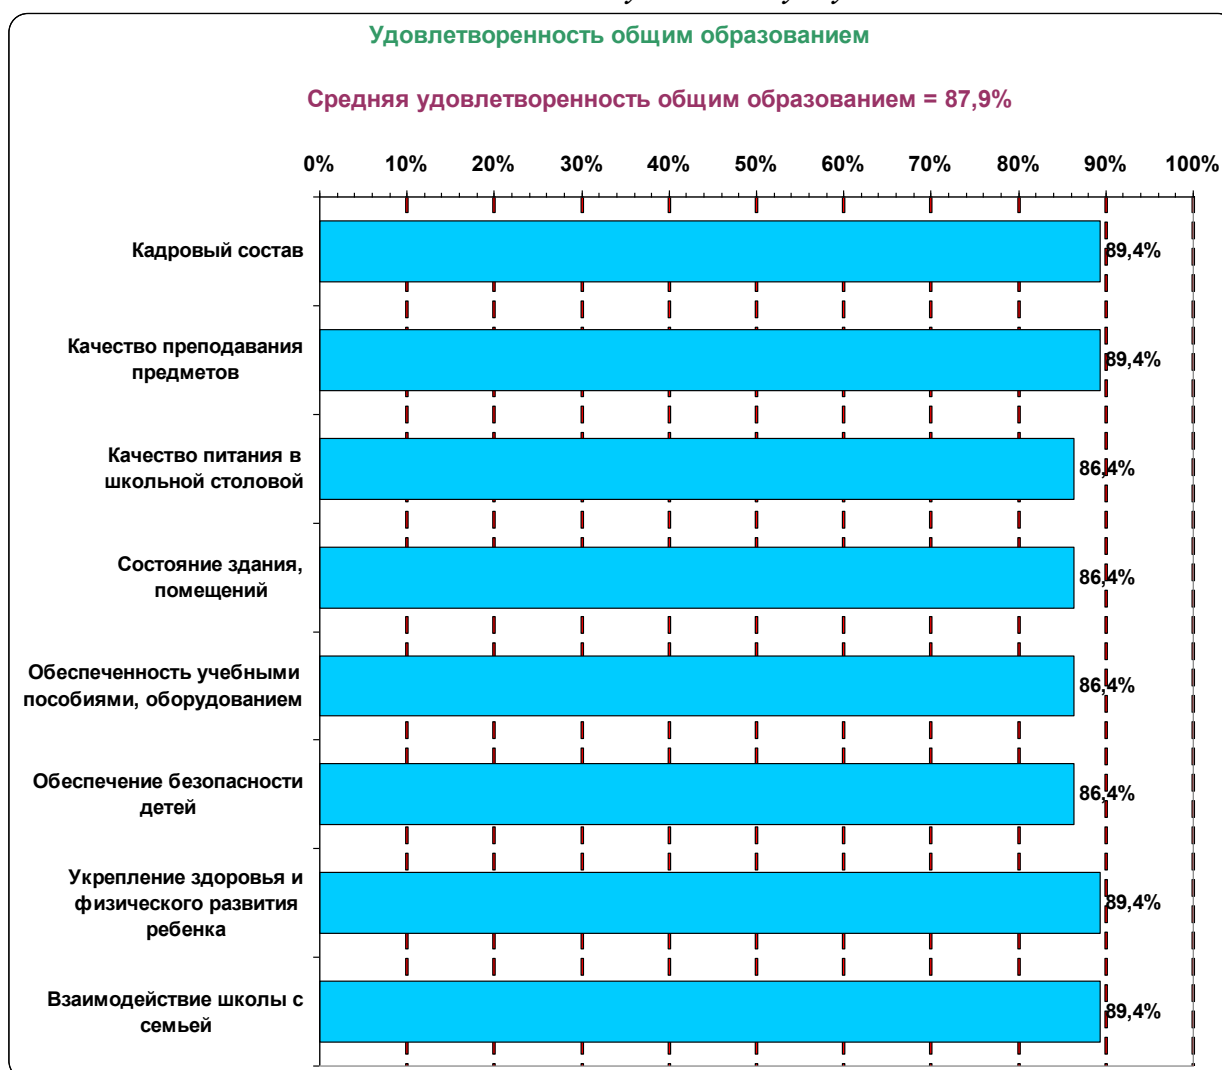 Удовлетворенность общим образованием
Средняя удовлетворенность общим образованием = 87,9%
0% 10% 20% 30% 40% 50% 60% 70% 80% 90% 100%
Кадровый состав
89,4%
Качество преподавания
предметов
89,4%
Качество питания в
школьной столовой
86,4%
Состояние здания,
помещений
86,4%
Обеспеченность учебными
пособиями, оборудованием
86,4%
Обеспечение безопасности
детей
86,4%
Укрепление здоровья и
физического развития
ребенка
89,4%
Взаимодействие школы с
семьей
89,4%